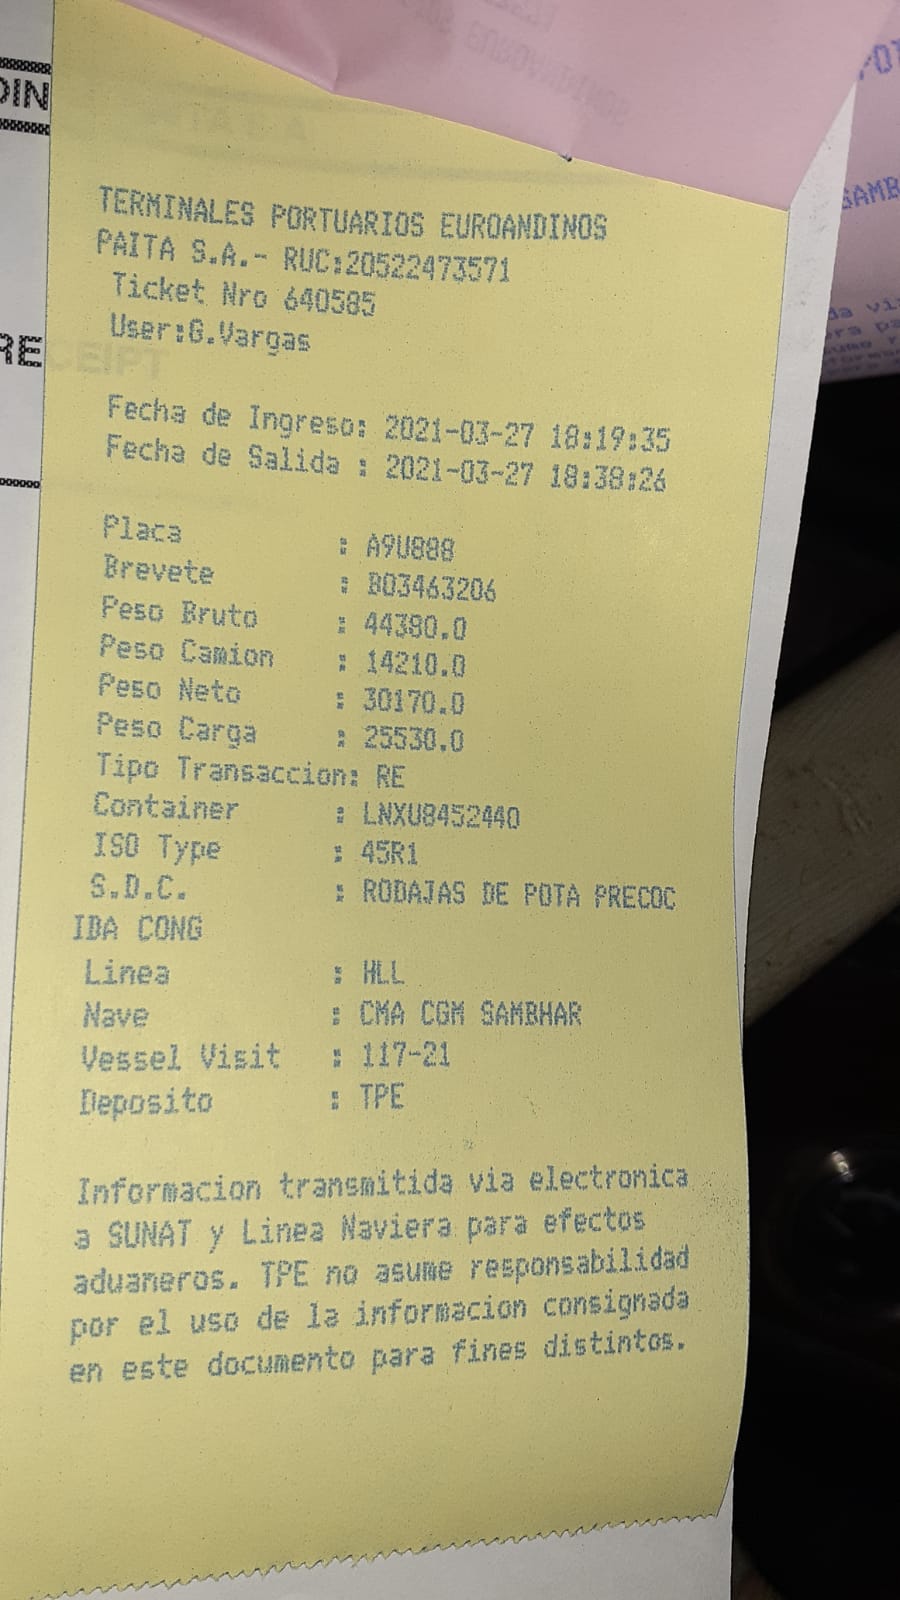 TERMINALES PORTUARIOS EUROANDINOS
PAITA S.A.- RUC:20522473571
Ticket Nro 640585
User:G.Vargas
Fecha de Ingreso: 2021-03-27 18:19:35
Fecha de Salida : 2021-03-27 18:38:26
Placa : A9U888
Brevete : B03463206
Peso Bruto : 44380.0
Peso Camion : 14210.0
Peso Neto : 30170.0
Peso Carga : 25530.0
Tipo Transaccion: RE
Container : LNXU8452440
ISO Type : 45R1
S.D.C. : RODAJAS DE POTA PRECOC
IDA CONG
Linea : HLL
Nave : CMA CGM SAMBHAR
Vessel Visit : 117-21
Deposito : TPE
Informacion transmitida via electronica
a SUNAT y Linea Naviera para efectos
aduaneros. TPE no asume responsabilidad
por el uso de la informacion consignada
en este documento para fines distintos.